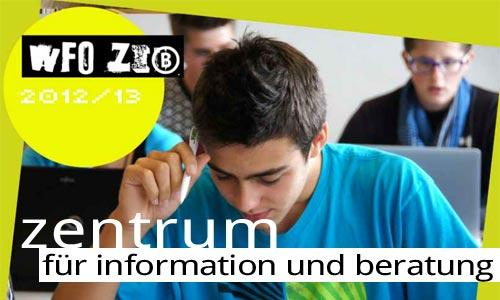 WFO ZIB
2012/13
zentrum
für information und beratung